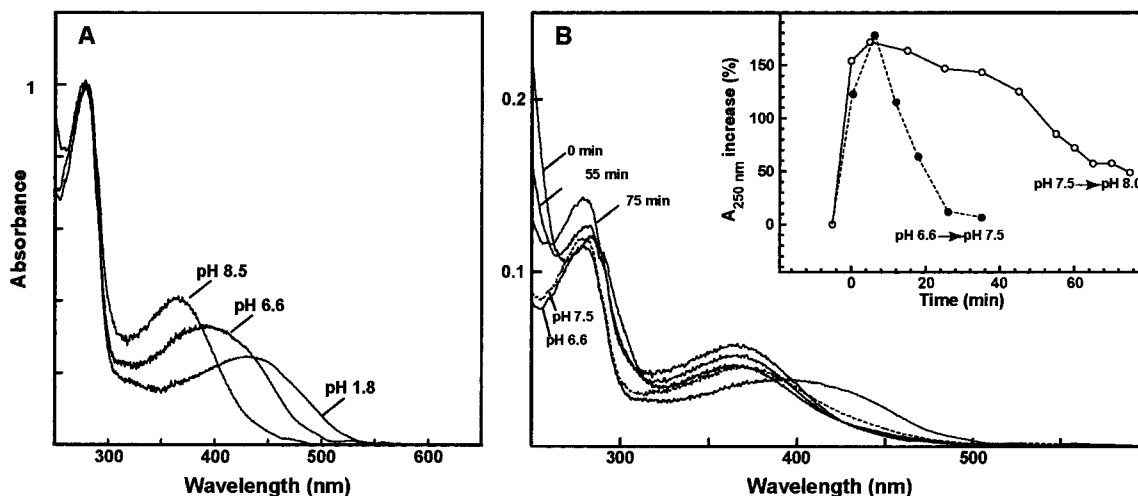 A
1
Absorbance
pH 8.5
pH 6.6
pH 1.8
300 400 500 600
Wavelength (nm)
B
0.2
0.1
0 min
55 min
75 min
pH 7.5
pH 6.6
300 400 500
Wavelength (nm)
A250 nm increase (%)
150
100
50
0
pH 7.5 → pH 8.0
pH 6.6 → pH 7.5
0 20 40 60
Time (min)